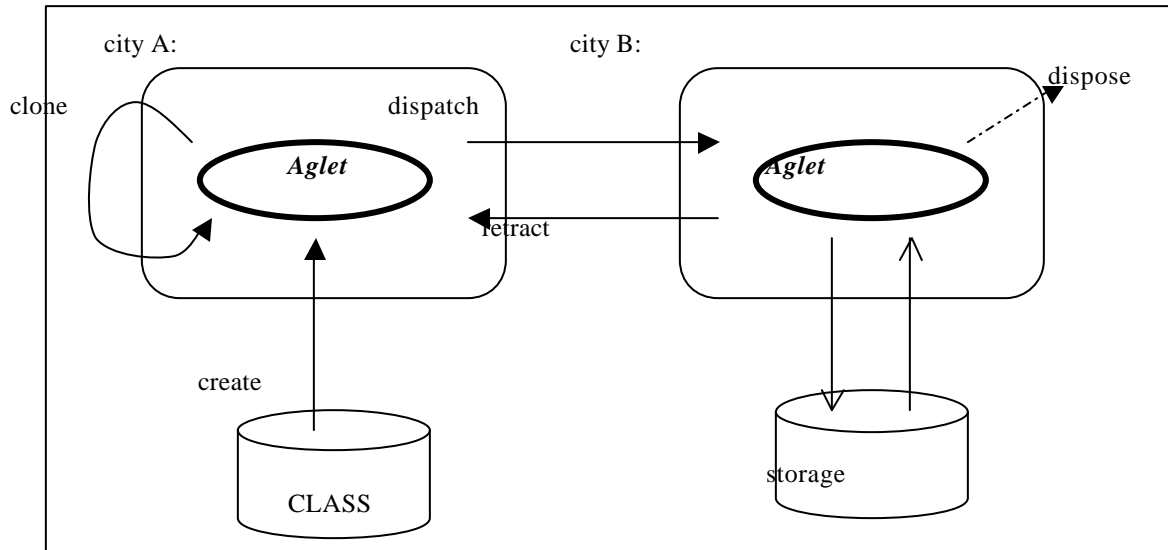 city A:
city B:
clone
dispatch
dispose
Aglet
Aglet
retract
create
CLASS
storage